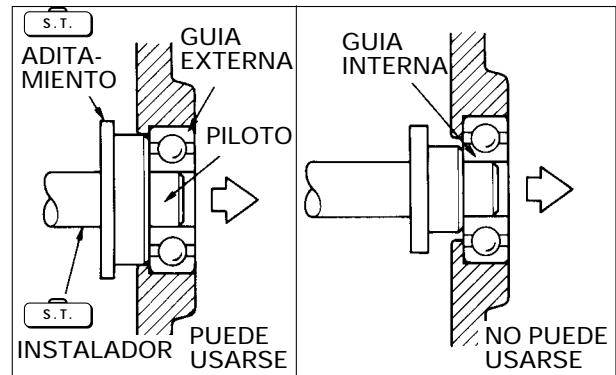 S.T.
ADITA-
MIENTO
GUIA
EXTERNA
PILOTO
S.T.
INSTALADOR
PUEDE
USARSE
GUIA
INTERNA
NO PUEDE
USARSE